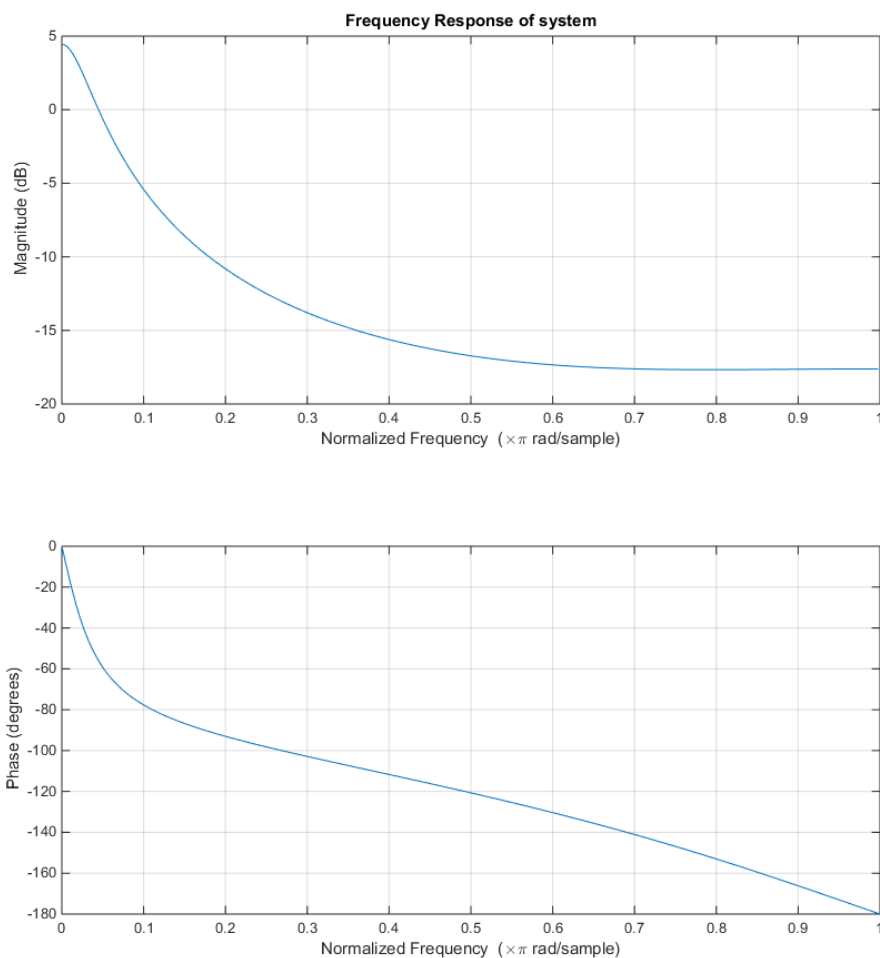 Frequency Response of system
Magnitude (dB)
5
0
-5
-10
-15
-20
0 0.1 0.2 0.3 0.4 0.5 0.6 0.7 0.8 0.9 1
Normalized Frequency (×π rad/sample)
Phase (degrees)
0
-20
-40
-60
-80
-100
-120
-140
-160
-180
0 0.1 0.2 0.3 0.4 0.5 0.6 0.7 0.8 0.9 1
Normalized Frequency (×π rad/sample)